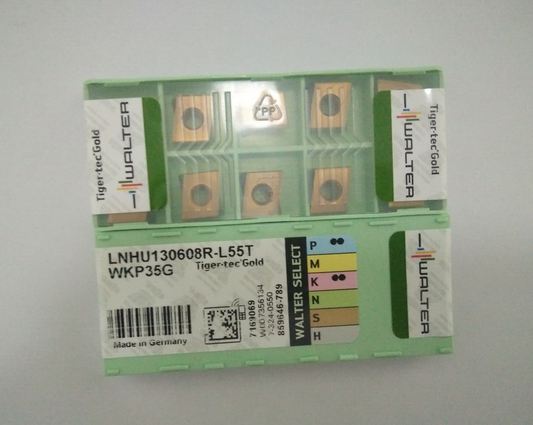 Tiger·tec® Gold
WALTER
PP
WALTER
Tiger·tec® Gold
LNHU130608R-L55T
WKP35G
Tiger·tec® Gold
Made in Germany
7169069
859646-789
WALTER SELECT
P
M
K
N
S
H
WALTER